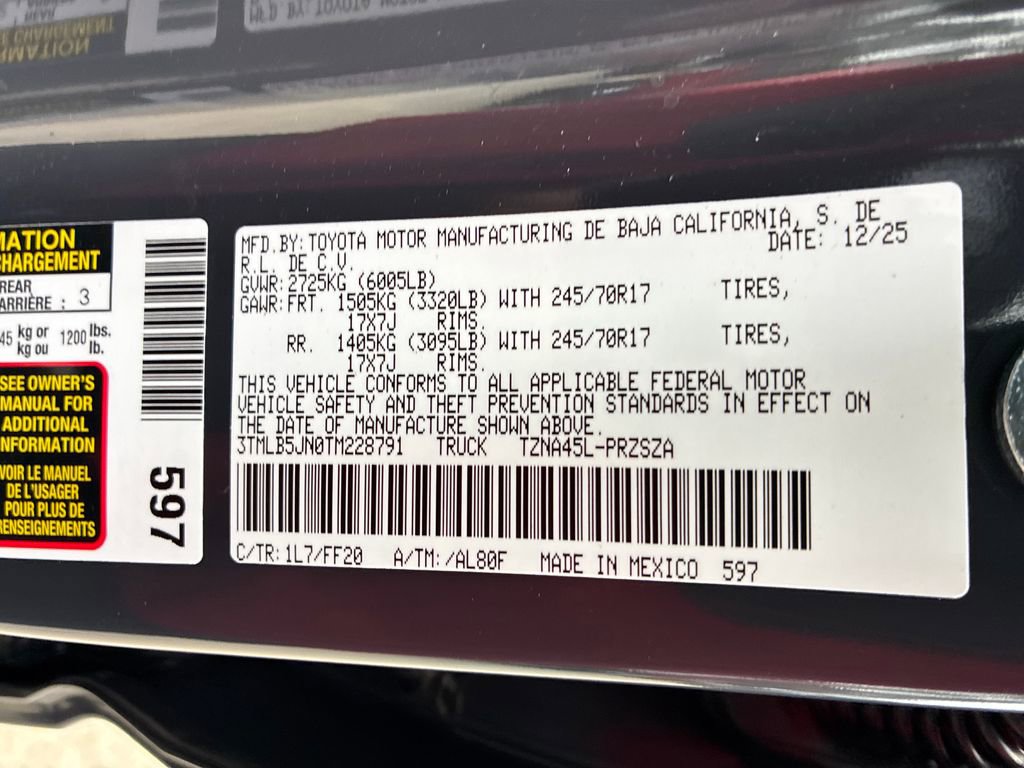 MATION
CHARGEMENT
REAR
ARRIÈRE : 3
45 kg or 1200 lbs.
kg ou lb.
SEE OWNER'S
MANUAL FOR
ADDITIONAL
INFORMATION
VOIR LE MANUEL
DE L'USAGER
POUR PLUS DE
RENSEIGNEMENTS
597
MFD.BY:TOYOTA MOTOR MANUFACTURING DE BAJA CALIFORNIA, S. DE
R.L. DE C.V. DATE: 12/25
GVWR:2725KG (6005LB)
GAWR:FRT. 1505KG (3320LB) WITH 245/70R17 TIRES,
17X7J RIMS.
RR. 1405KG (3095LB) WITH 245/70R17 TIRES,
17X7J RIMS.
THIS VEHICLE CONFORMS TO ALL APPLICABLE FEDERAL MOTOR
VEHICLE SAFETY AND THEFT PREVENTION STANDARDS IN EFFECT ON
THE DATE OF MANUFACTURE SHOWN ABOVE.
3TMLB5JN0TM228791 TRUCK TZNA45L-PRZSZA
C/TR:1L7/FF20 A/TM:/AL80F MADE IN MEXICO 597